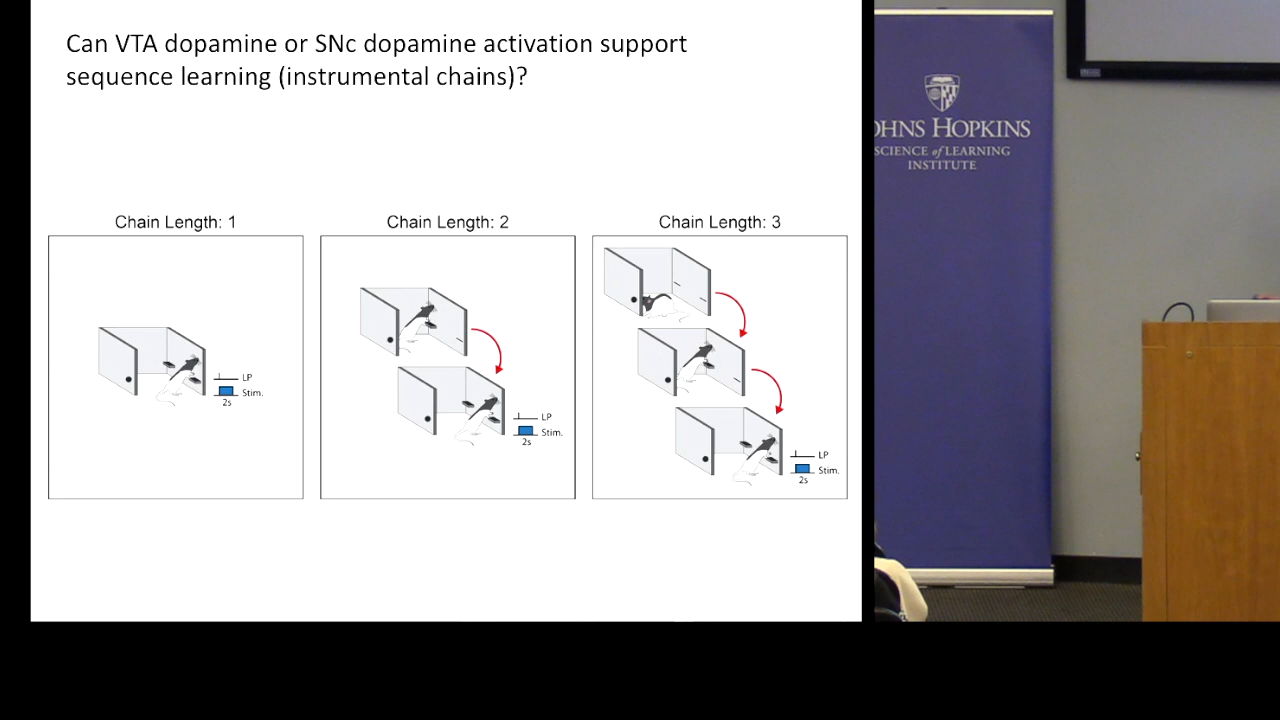 Can VTA dopamine or SNc dopamine activation support
sequence learning (instrumental chains)?
Chain Length: 1
Chain Length: 2
Chain Length: 3
LP
Stim.
2s
LP
Stim.
2s
LP
Stim.
2s
OHNS HOPKINS
SCIENCE of LEARNING
INSTITUTE